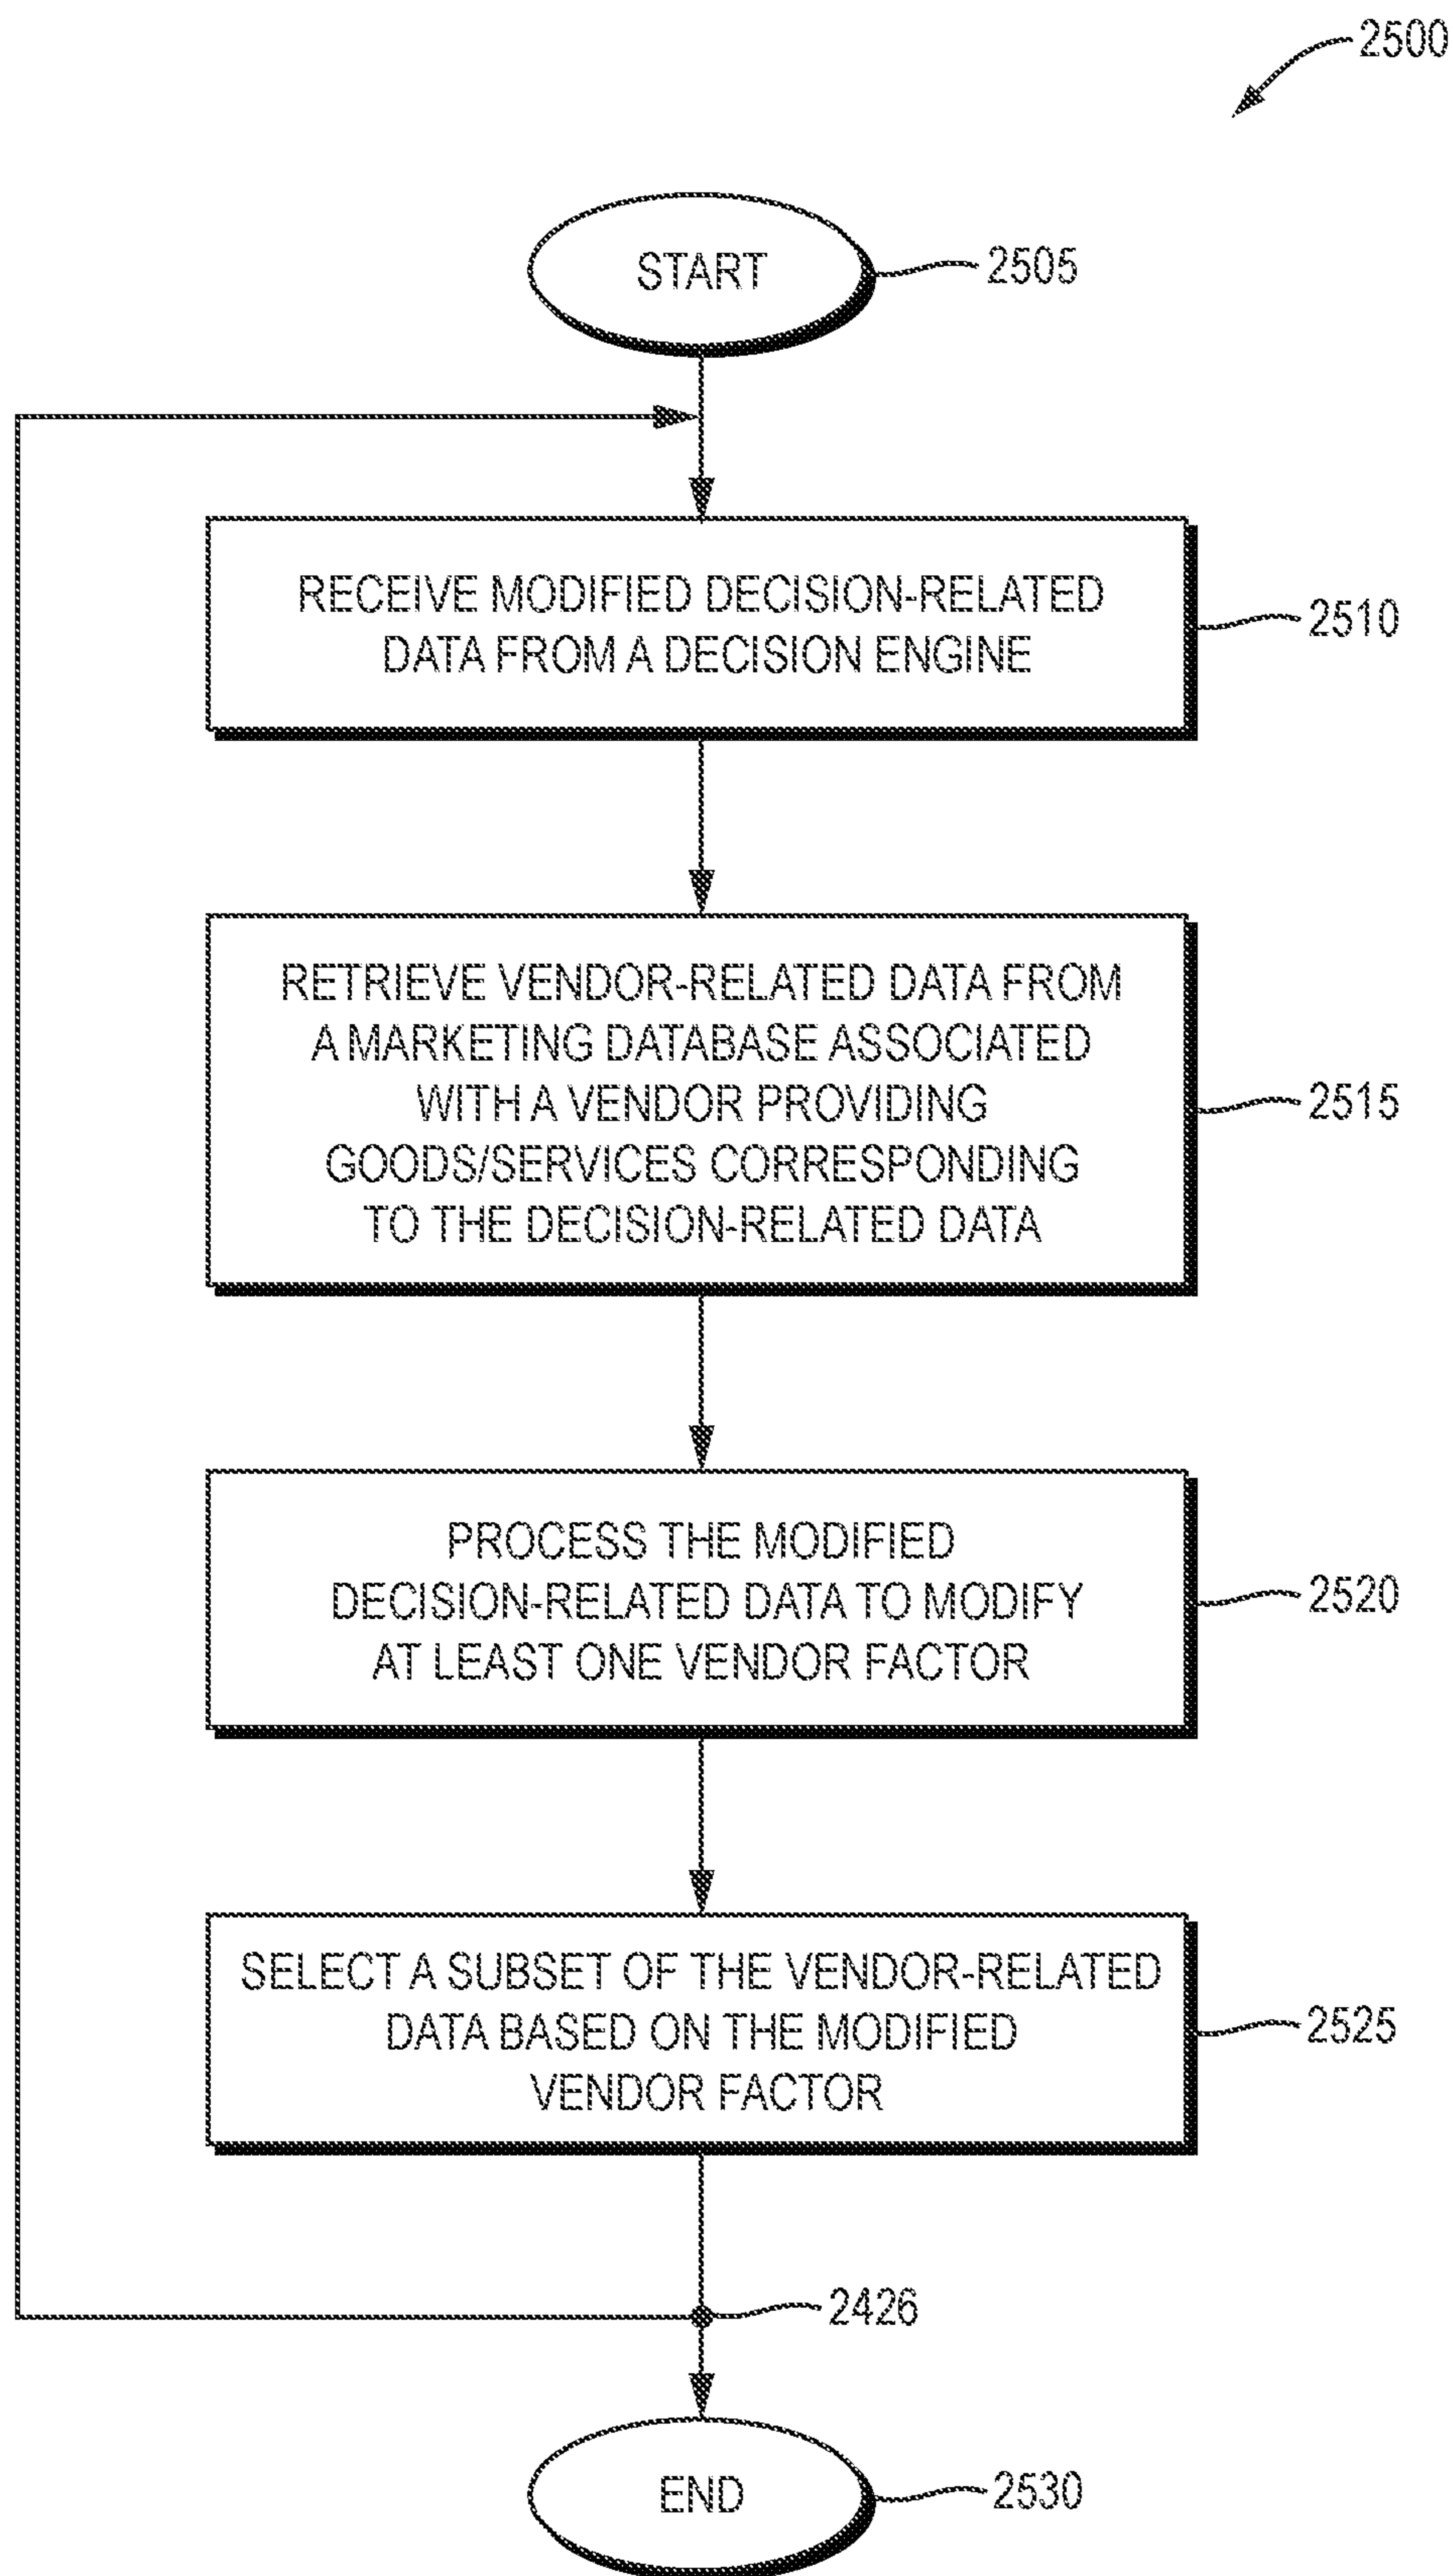 2500
START
2505
RECEIVE MODIFIED DECISION-RELATED
DATA FROM A DECISION ENGINE
2510
RETRIEVE VENDOR-RELATED DATA FROM
A MARKETING DATABASE ASSOCIATED
WITH A VENDOR PROVIDING
GOODS/SERVICES CORRESPONDING
TO THE DECISION-RELATED DATA
2515
PROCESS THE MODIFIED
DECISION-RELATED DATA TO MODIFY
AT LEAST ONE VENDOR FACTOR
2520
SELECT A SUBSET OF THE VENDOR-RELATED
DATA BASED ON THE MODIFIED
VENDOR FACTOR
2525
2426
END
2530